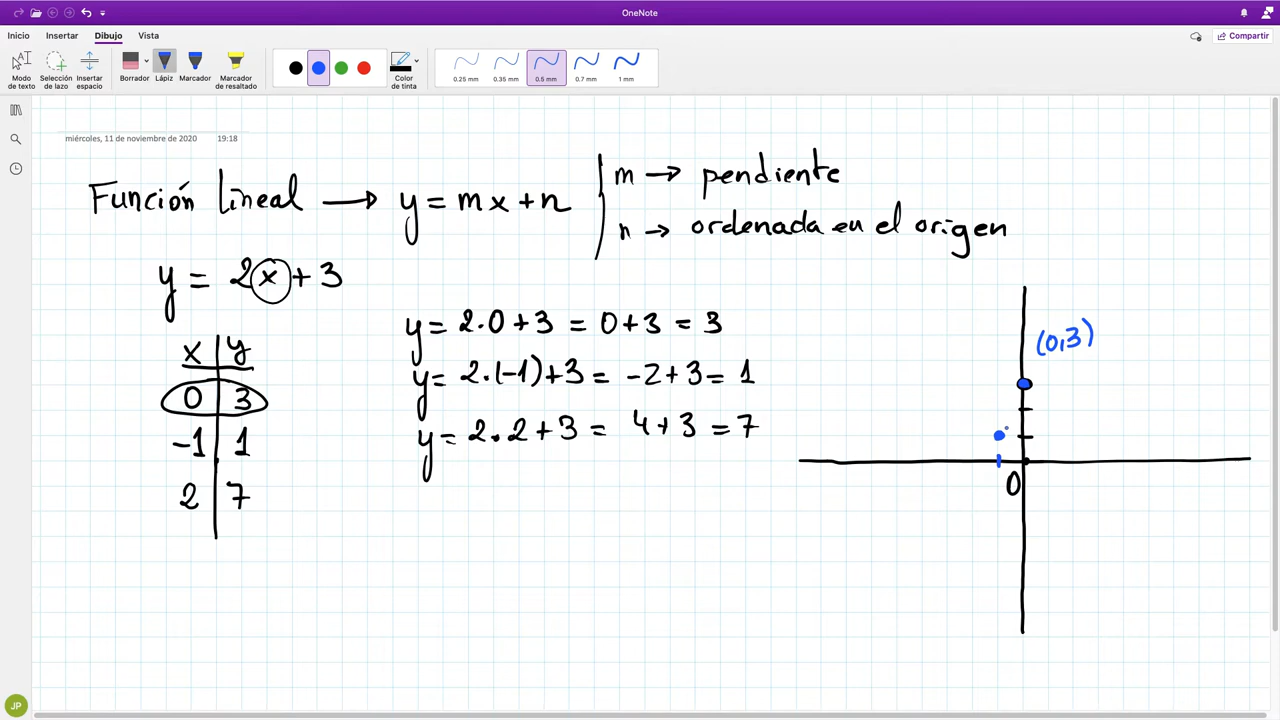 OneNote
Inicio Insertar Dibujo Vista
Compartir
Modo de texto
Selección de lazo
Insertar espacio
Borrador
Lápiz
Marcador
Marcador de resaltado
Color de tinta
0.25 mm 0.35 mm 0.5 mm 0.7 mm 1 mm
miércoles, 11 de noviembre de 2020 19:18
Función lineal → y = mx + n
m → pendiente
n → ordenada en el origen
y = 2x + 3
x y
0 3
-1 1
2 7
y = 2·0 + 3 = 0 + 3 = 3
y = 2·(-1) + 3 = -2 + 3 = 1
y = 2·2 + 3 = 4 + 3 = 7
(0,3)
0
JP